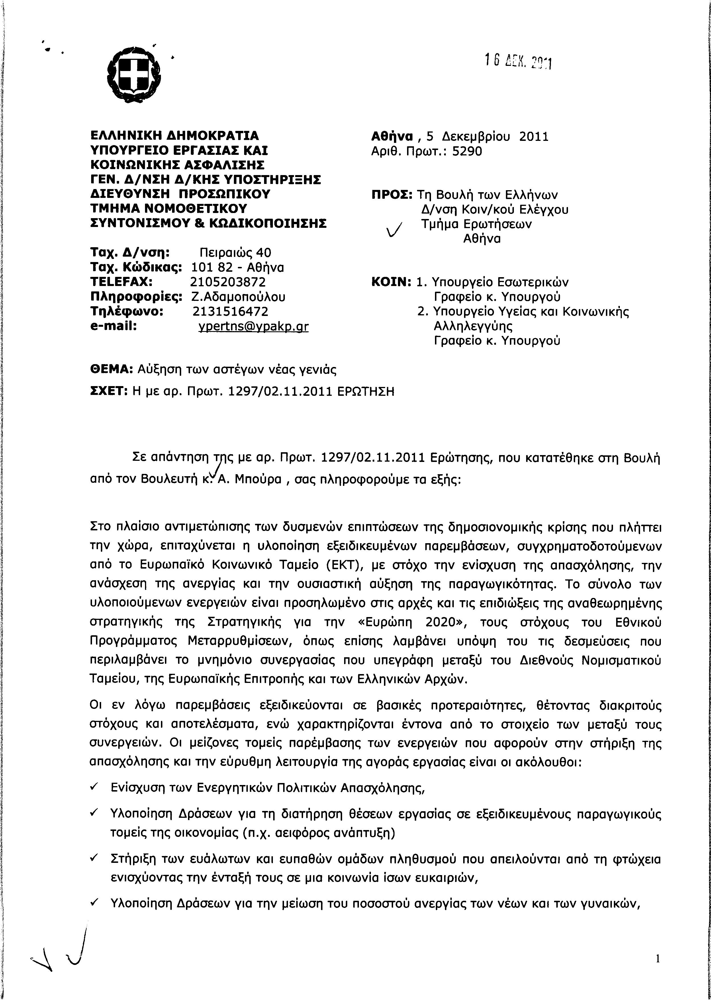 16 ΔΕΚ. 2011
ΕΛΛΗΝΙΚΗ ΔΗΜΟΚΡΑΤΙΑ
ΥΠΟΥΡΓΕΙΟ ΕΡΓΑΣΙΑΣ ΚΑΙ
ΚΟΙΝΩΝΙΚΗΣ ΑΣΦΑΛΙΣΗΣ
ΓΕΝ. Δ/ΝΣΗ Δ/ΚΗΣ ΥΠΟΣΤΗΡΙΞΗΣ
ΔΙΕΥΘΥΝΣΗ ΠΡΟΣΩΠΙΚΟΥ
ΤΜΗΜΑ ΝΟΜΟΘΕΤΙΚΟΥ
ΣΥΝΤΟΝΙΣΜΟΥ & ΚΩΔΙΚΟΠΟΙΗΣΗΣ
Ταχ. Δ/νση: Πειραιώς 40
Ταχ. Κώδικας: 101 82 - Αθήνα
TELEFAX: 2105203872
Πληροφορίες: Ζ.Αδαμοπούλου
Τηλέφωνο: 2131516472
e-mail: ypertns@ypakp.gr
Αθήνα , 5 Δεκεμβρίου 2011
Αριθ. Πρωτ.: 5290
ΠΡΟΣ: Τη Βουλή των Ελλήνων
Δ/νση Κοιν/κού Ελέγχου
Τμήμα Ερωτήσεων
Αθήνα
ΚΟΙΝ: 1. Υπουργείο Εσωτερικών
Γραφείο κ. Υπουργού
2. Υπουργείο Υγείας και Κοινωνικής
Αλληλεγγύης
Γραφείο κ. Υπουργού
ΘΕΜΑ: Αύξηση των αστέγων νέας γενιάς
ΣΧΕΤ: Η με αρ. Πρωτ. 1297/02.11.2011 ΕΡΩΤΗΣΗ
Σε απάντηση της με αρ. Πρωτ. 1297/02.11.2011 Ερώτησης, που κατατέθηκε στη Βουλή
από τον Βουλευτή κ. Α. Μπούρα , σας πληροφορούμε τα εξής:
Στο πλαίσιο αντιμετώπισης των δυσμενών επιπτώσεων της δημοσιονομικής κρίσης που πλήττει
την χώρα, επιταχύνεται η υλοποίηση εξειδικευμένων παρεμβάσεων, συγχρηματοδοτούμενων
από το Ευρωπαϊκό Κοινωνικό Ταμείο (ΕΚΤ), με στόχο την ενίσχυση της απασχόλησης, την
ανάσχεση της ανεργίας και την ουσιαστική αύξηση της παραγωγικότητας. Το σύνολο των
υλοποιούμενων ενεργειών είναι προσηλωμένο στις αρχές και τις επιδιώξεις της αναθεωρημένης
στρατηγικής της Στρατηγικής για την «Ευρώπη 2020», τους στόχους του Εθνικού
Προγράμματος Μεταρρυθμίσεων, όπως επίσης λαμβάνει υπόψη του τις δεσμεύσεις που
περιλαμβάνει το μνημόνιο συνεργασίας που υπεγράφη μεταξύ του Διεθνούς Νομισματικού
Ταμείου, της Ευρωπαϊκής Επιτροπής και των Ελληνικών Αρχών.
Οι εν λόγω παρεμβάσεις εξειδικεύονται σε βασικές προτεραιότητες, θέτοντας διακριτούς
στόχους και αποτελέσματα, ενώ χαρακτηρίζονται έντονα από το στοιχείο των μεταξύ τους
συνεργειών. Οι μείζονες τομείς παρέμβασης των ενεργειών που αφορούν στην στήριξη της
απασχόλησης και την εύρυθμη λειτουργία της αγοράς εργασίας είναι οι ακόλουθοι:
✓ Ενίσχυση των Ενεργητικών Πολιτικών Απασχόλησης,
✓ Υλοποίηση Δράσεων για τη διατήρηση θέσεων εργασίας σε εξειδικευμένους παραγωγικούς
τομείς της οικονομίας (π.χ. αειφόρος ανάπτυξη)
✓ Στήριξη των ευάλωτων και ευπαθών ομάδων πληθυσμού που απειλούνται από τη φτώχεια
ενισχύοντας την ένταξή τους σε μια κοινωνία ίσων ευκαιριών,
✓ Υλοποίηση Δράσεων για την μείωση του ποσοστού ανεργίας των νέων και των γυναικών,
1